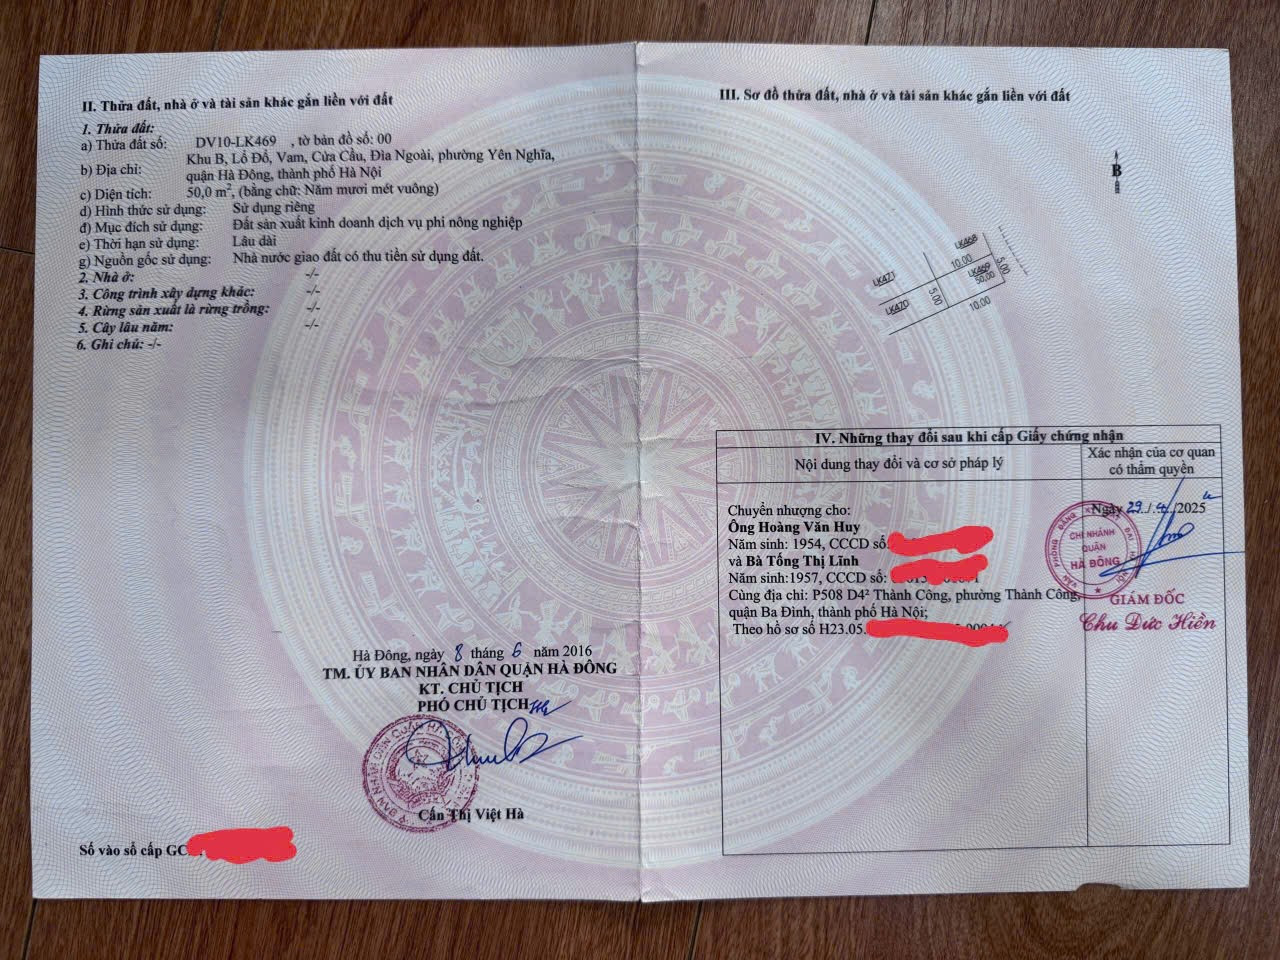 II. Thửa đất, nhà ở và tài sản khác gắn liền với đất
1. Thửa đất:
a) Thửa đất số: DV10-LK469 , tờ bản đồ số: 00
b) Địa chỉ: Khu B, Lồ Đồ, Vam, Cửa Cầu, Đìa Ngoài, phường Yên Nghĩa,
quận Hà Đông, thành phố Hà Nội
c) Diện tích: 50,0 m², (bằng chữ: Năm mươi mét vuông)
d) Hình thức sử dụng: Sử dụng riêng
đ) Mục đích sử dụng: Đất sản xuất kinh doanh dịch vụ phi nông nghiệp
e) Thời hạn sử dụng: Lâu dài
g) Nguồn gốc sử dụng: Nhà nước giao đất có thu tiền sử dụng đất.
2. Nhà ở: -/-
3. Công trình xây dựng khác: -/-
4. Rừng sản xuất là rừng trồng: -/-
5. Cây lâu năm: -/-
6. Ghi chú: -/-
Hà Đông, ngày 8 tháng 6 năm 2016
TM. ỦY BAN NHÂN DÂN QUẬN HÀ ĐÔNG
KT. CHỦ TỊCH
PHÓ CHỦ TỊCH
Cấn Thị Việt Hà
Số vào sổ cấp GC
III. Sơ đồ thửa đất, nhà ở và tài sản khác gắn liền với đất
B
LK468
10.00
LK471
LK469
50,00
5.00
LK470
5.00
10.00
IV. Những thay đổi sau khi cấp Giấy chứng nhận
Nội dung thay đổi và cơ sở pháp lý
Xác nhận của cơ quan
có thẩm quyền
Chuyển nhượng cho:
Ông Hoàng Văn Huy
Năm sinh: 1954, CCCD số:
và Bà Tống Thị Lĩnh
Năm sinh:1957, CCCD số:
Cùng địa chỉ: P508 D4² Thành Công, phường Thành Công,
quận Ba Đình, thành phố Hà Nội;
Theo hồ sơ số H23.05.
Ngày 29/4/2025
CHI NHÁNH
QUẬN
HÀ ĐÔNG
GIÁM ĐỐC
Chu Đức Hiền